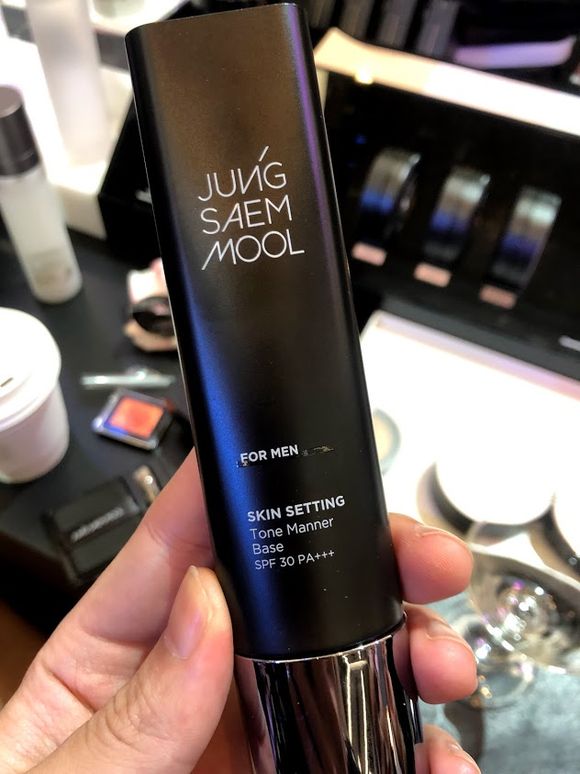 JUNG
SAEM
MOOL
FOR MEN
SKIN SETTING
Tone Manner
Base
SPF 30 PA+++